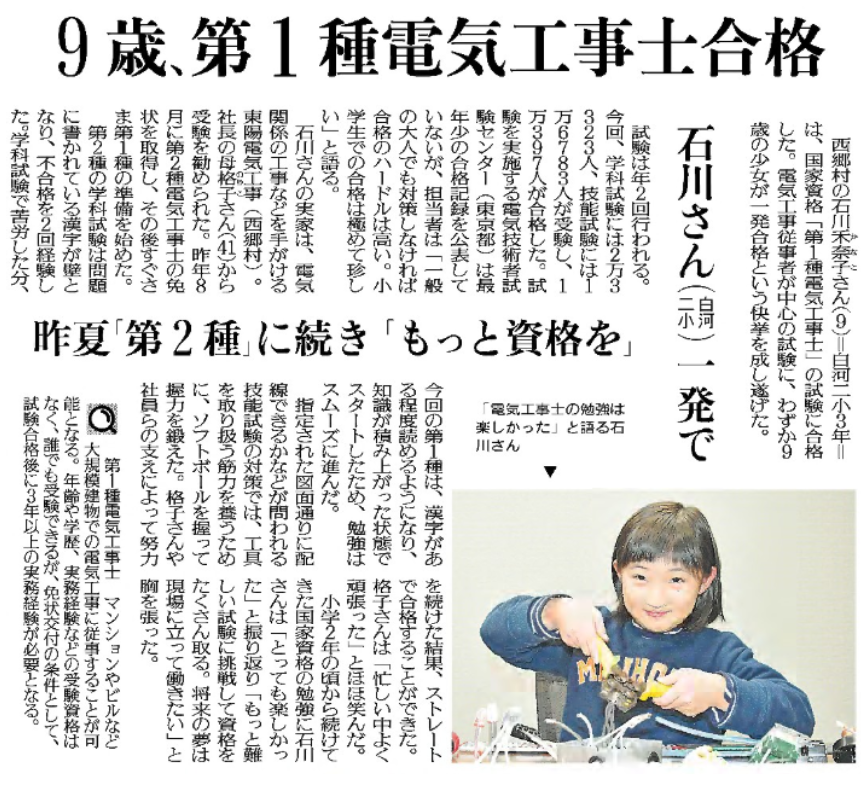 9歳、第1種電気工事士合格
石川さん(白河二小)一発で
昨夏「第2種」に続き「もっと資格を」
西郷村の石川禾奈子さん(9)=白河二小3年=
は、国家資格「第1種電気工事士」の試験に合格
した。電気工事従事者が中心の試験に、わずか9
歳の少女が一発合格という快挙を成し遂げた。
試験は年2回行われる。
今回、学科試験には2万3
323人、技能試験には1
万6783人が受験し、1
万397人が合格した。試
験を実施する電気技術者試
験センター(東京都)は最
年少の合格記録を公表して
いないが、担当者は「一般
の大人でも対策しなければ
合格のハードルは高い。小
学生での合格は極めて珍し
い」と語る。
石川さんの実家は、電気
関係の工事などを手がける
東陽電気工事(西郷村)。
社長の母格子さん(41)から
受験を勧められた。昨年8
月に第2種電気工事士の免
状を取得し、その後すぐさ
ま第1種の準備を始めた。
第2種の学科試験は問題
に書かれている漢字が壁と
なり、不合格を2回経験し
た。学科試験で苦労した分、
今回の第1種は、漢字があ
る程度読めるようになり、
知識が積み上がった状態で
スタートしたため、勉強は
スムーズに進んだ。
指定された図面通りに配
線できるかなどが問われる
技能試験の対策では、工具
を取り扱う筋力を養うため
に、ソフトボールを握って
握力を鍛えた。格子さんや
社員らの支えによって努力
を続けた結果、ストレート
で合格することができた。
格子さんは「忙しい中よく
頑張った」とほほ笑んだ。
小学2年の頃から続けて
きた国家資格の勉強に石川
さんは「とっても楽しかっ
た」と振り返り「もっと難
しい試験に挑戦して資格を
たくさん取る。将来の夢は
現場に立って働きたい」と
胸を張った。
第1種電気工事士 マンションやビルなど
大規模建物での電気工事に従事することが可
能となる。年齢や学歴、実務経験などの受験資格は
なく、誰でも受験できるが、免状交付の条件として、
試験合格後に3年以上の実務経験が必要となる。
「電気工事士の勉強は
楽しかった」と語る石
川さん